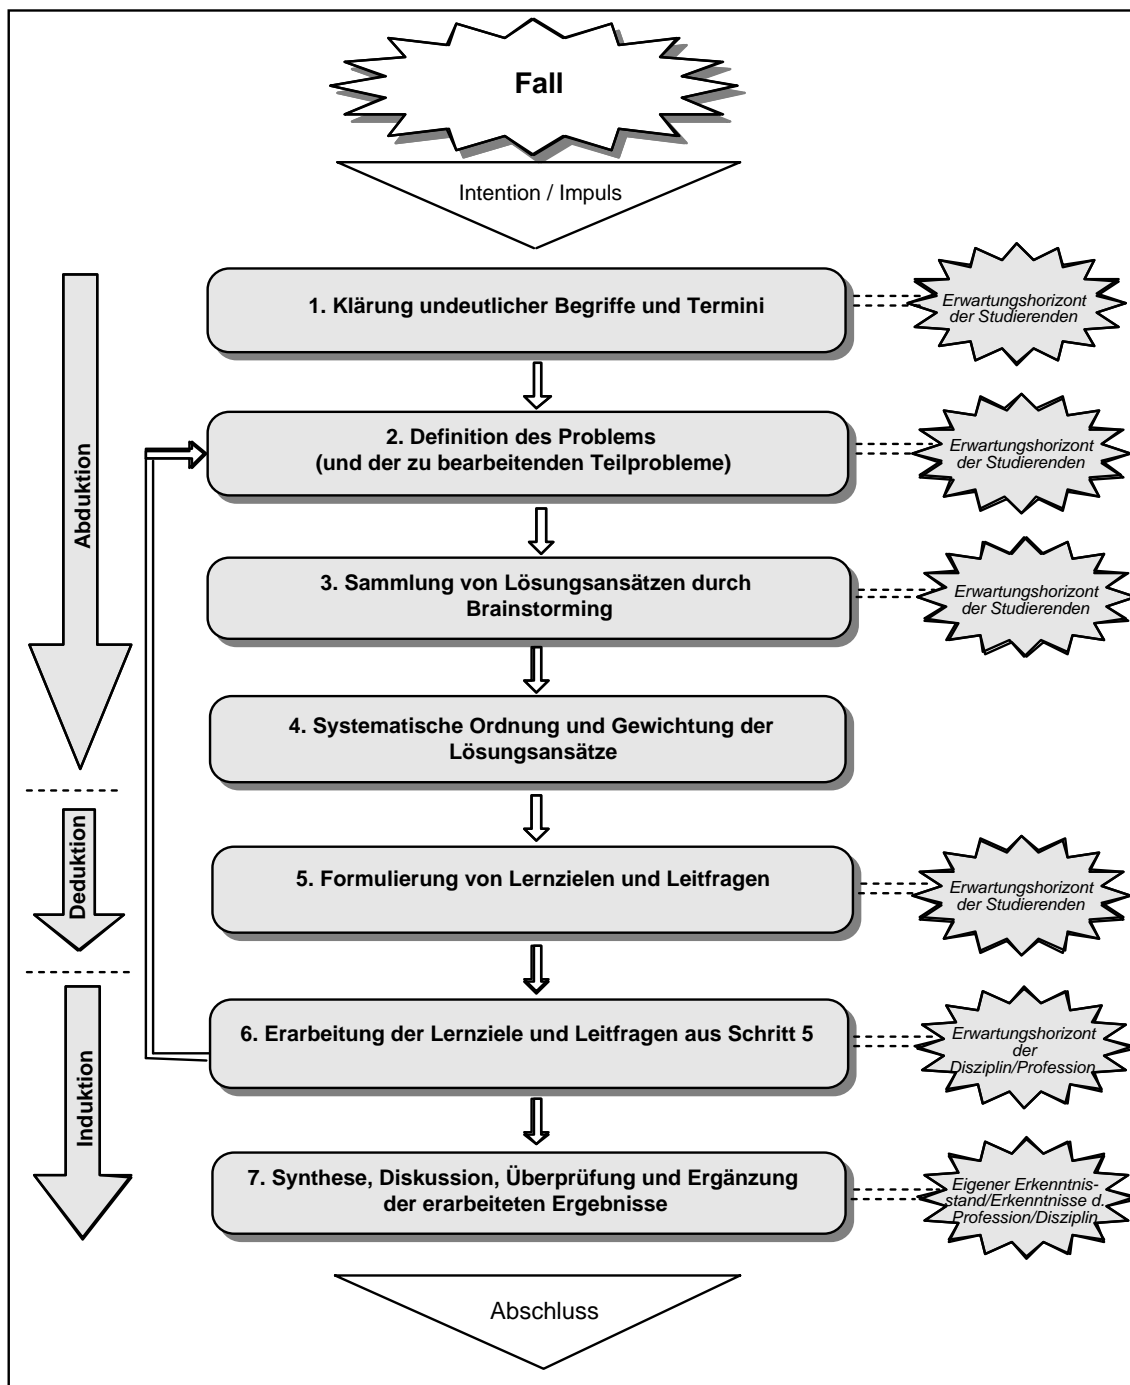 Fall
Intention / Impuls
1. Klärung undeutlicher Begriffe und Termini
Erwartungshorizont
der Studierenden
2. Definition des Problems
(und der zu bearbeitenden Teilprobleme)
Erwartungshorizont
der Studierenden
Abduktion
3. Sammlung von Lösungsansätzen durch
Brainstorming
Erwartungshorizont
der Studierenden
4. Systematische Ordnung und Gewichtung der
Lösungsansätze
Deduktion
5. Formulierung von Lernzielen und Leitfragen
Erwartungshorizont
der Studierenden
Induktion
6. Erarbeitung der Lernziele und Leitfragen aus Schritt 5
Erwartungshorizont
der
Disziplin/Profession
7. Synthese, Diskussion, Überprüfung und Ergänzung
der erarbeiteten Ergebnisse
Eigener Erkenntnis-
stand/Erkenntnisse d.
Profession/Disziplin
Abschluss